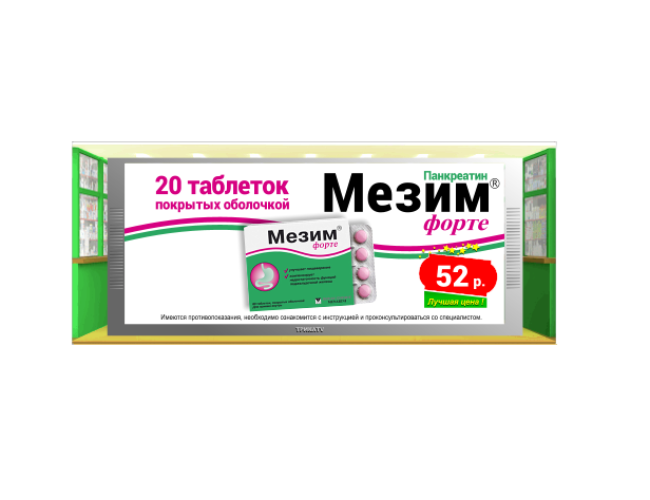 Панкреатин
20 таблеток
покрытых оболочкой
Мезим®
форте
Мезим®
форте
52 р.
Лучшая цена !
Имеются противопоказания, необходимо ознакомится с инструкцией и проконсультироваться со специалистом.